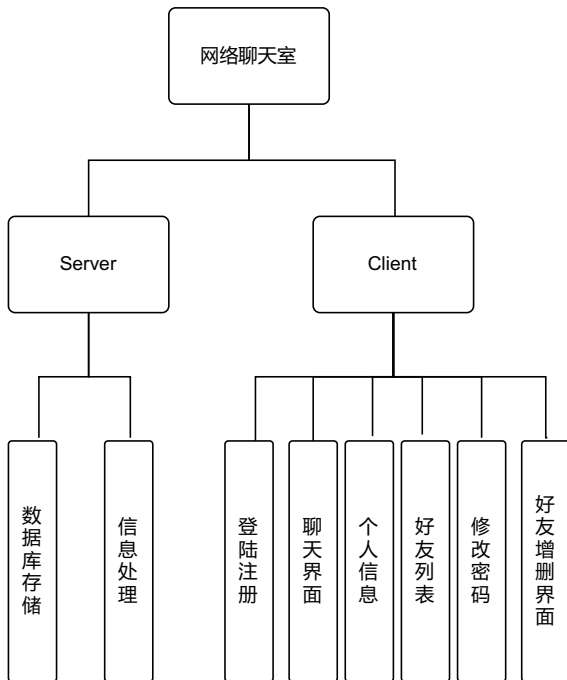 网络聊天室
Server
Client
数据库存储
信息处理
登陆注册
聊天界面
个人信息
好友列表
修改密码
好友增删界面